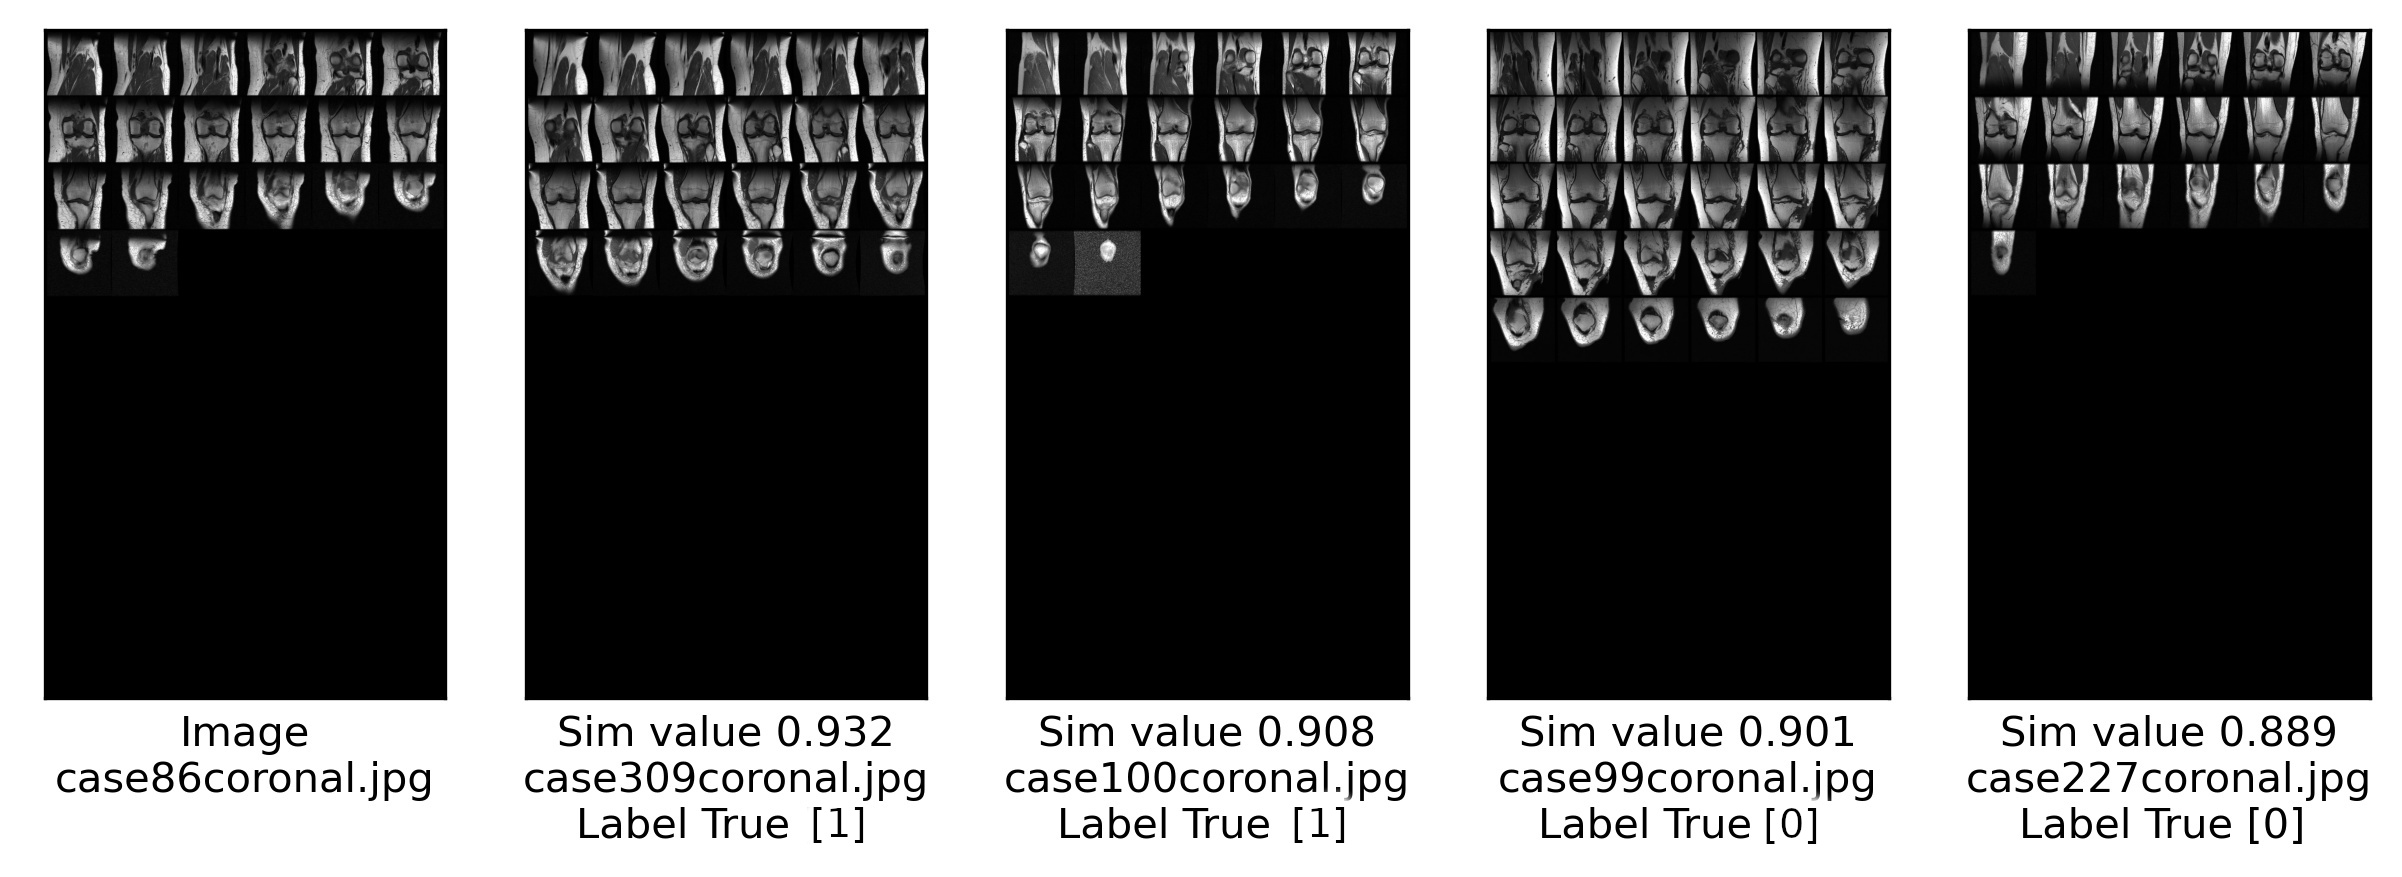 Image
case86coronal.jpg
Sim value 0.932
case309coronal.jpg
Label True [1]
Sim value 0.908
case100coronal.jpg
Label True [1]
Sim value 0.901
case99coronal.jpg
Label True [0]
Sim value 0.889
case227coronal.jpg
Label True [0]